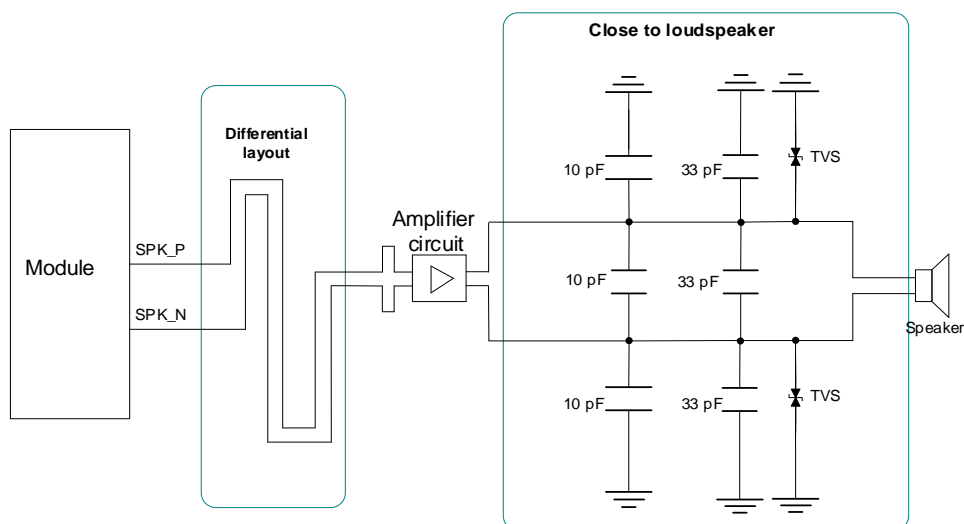 Close to loudspeaker
Differential
layout
10 pF
33 pF
TVS
SPK_P
Amplifier
circuit
Module
10 pF
33 pF
SPK_N
Speaker
10 pF
33 pF
TVS